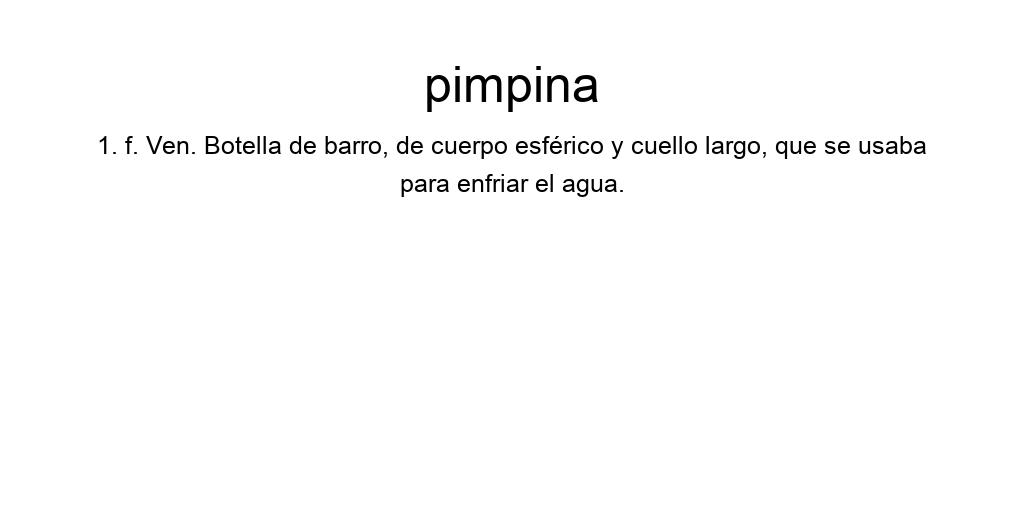 pimpina
1. f. Ven. Botella de barro, de cuerpo esférico y cuello largo, que se usaba
para enfriar el agua.